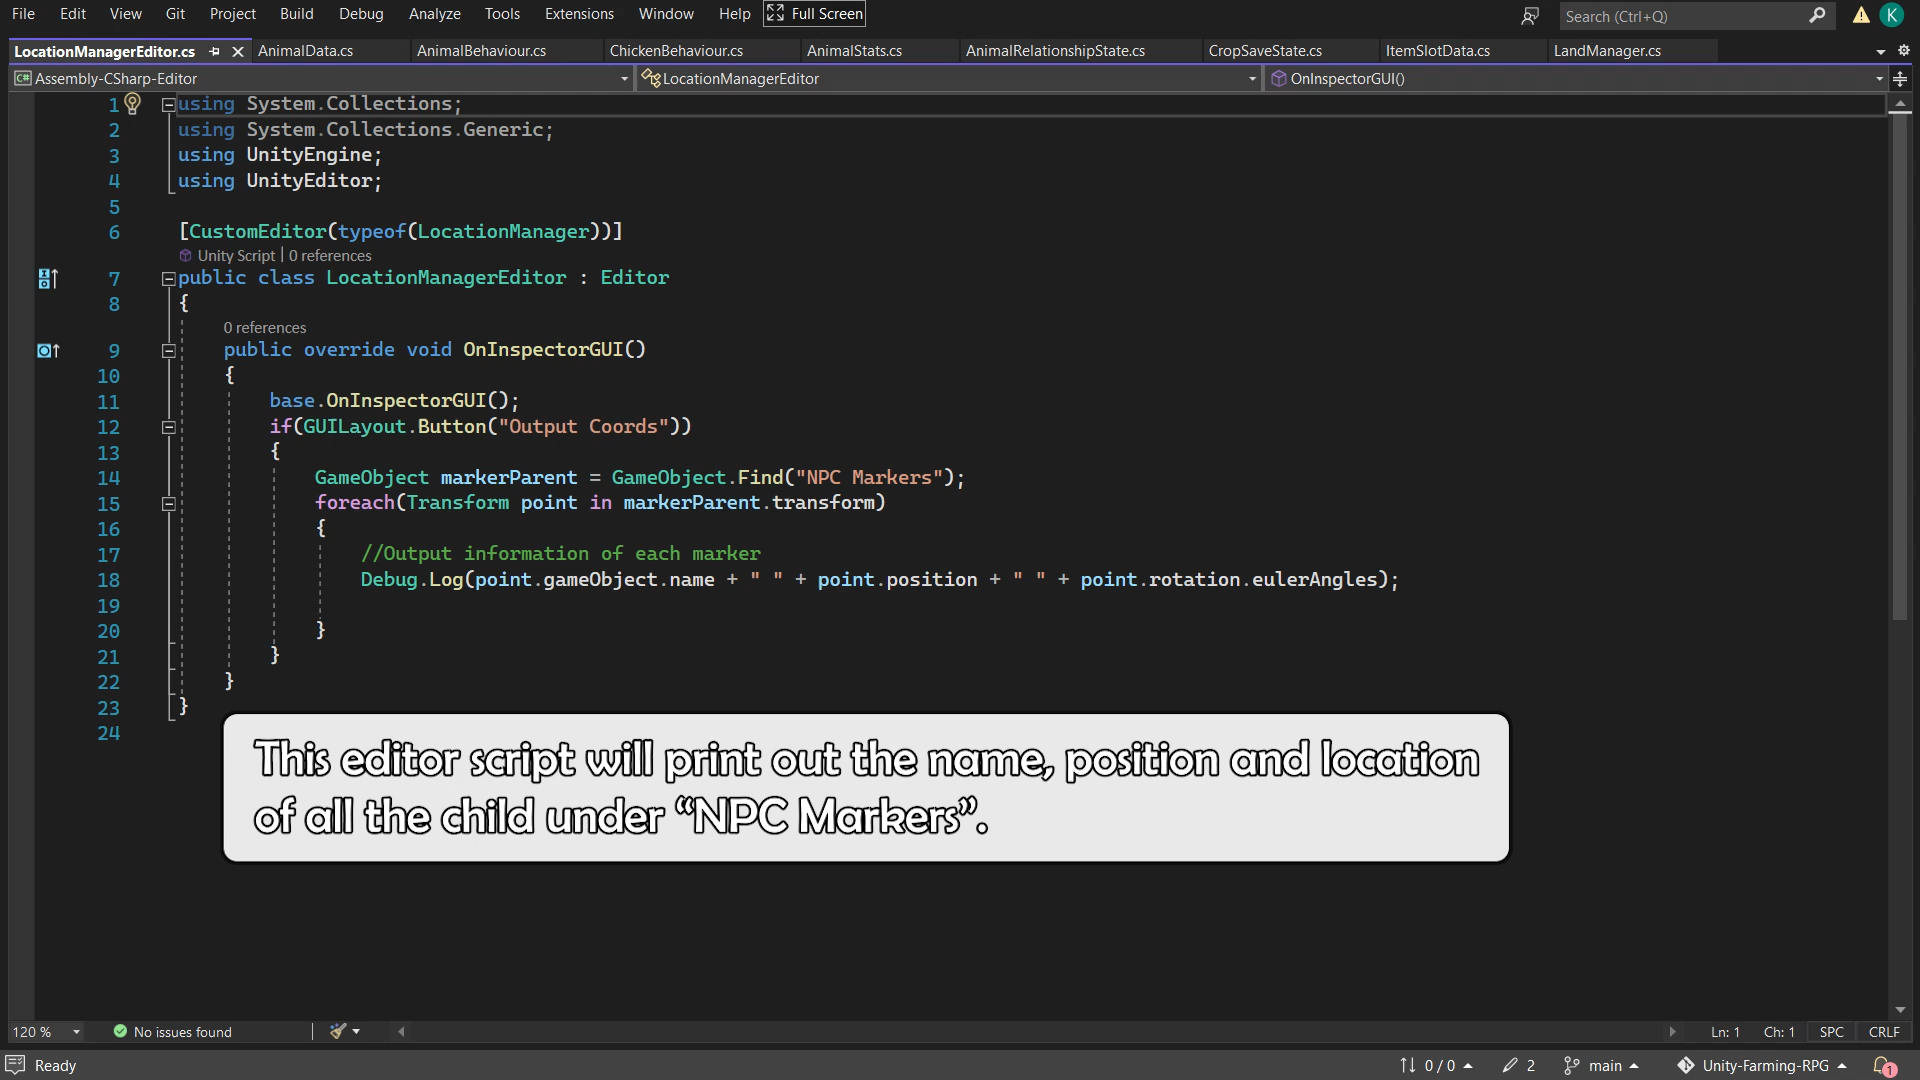 File Edit View Git Project Build Debug Analyze Tools Extensions Window Help Full Screen Search (Ctrl+Q) K
LocationManagerEditor.cs AnimalData.cs AnimalBehaviour.cs ChickenBehaviour.cs AnimalStats.cs AnimalRelationshipState.cs CropSaveState.cs ItemSlotData.cs LandManager.cs
C# Assembly-CSharp-Editor LocationManagerEditor OnInspectorGUI()
1 using System.Collections;
2 using System.Collections.Generic;
3 using UnityEngine;
4 using UnityEditor;
5
6 [CustomEditor(typeof(LocationManager))]
Unity Script | 0 references
7 public class LocationManagerEditor : Editor
8 {
0 references
9 public override void OnInspectorGUI()
10 {
11 base.OnInspectorGUI();
12 if(GUILayout.Button("Output Coords"))
13 {
14 GameObject markerParent = GameObject.Find("NPC Markers");
15 foreach(Transform point in markerParent.transform)
16 {
17 //Output information of each marker
18 Debug.Log(point.gameObject.name + " " + point.position + " " + point.rotation.eulerAngles);
19
20 }
21 }
22 }
23 }
24
This editor script will print out the name, position and location
of all the child under “NPC Markers”.
120 % No issues found Ln: 1 Ch: 1 SPC CRLF
Ready 0 / 0 2 main Unity-Farming-RPG 1